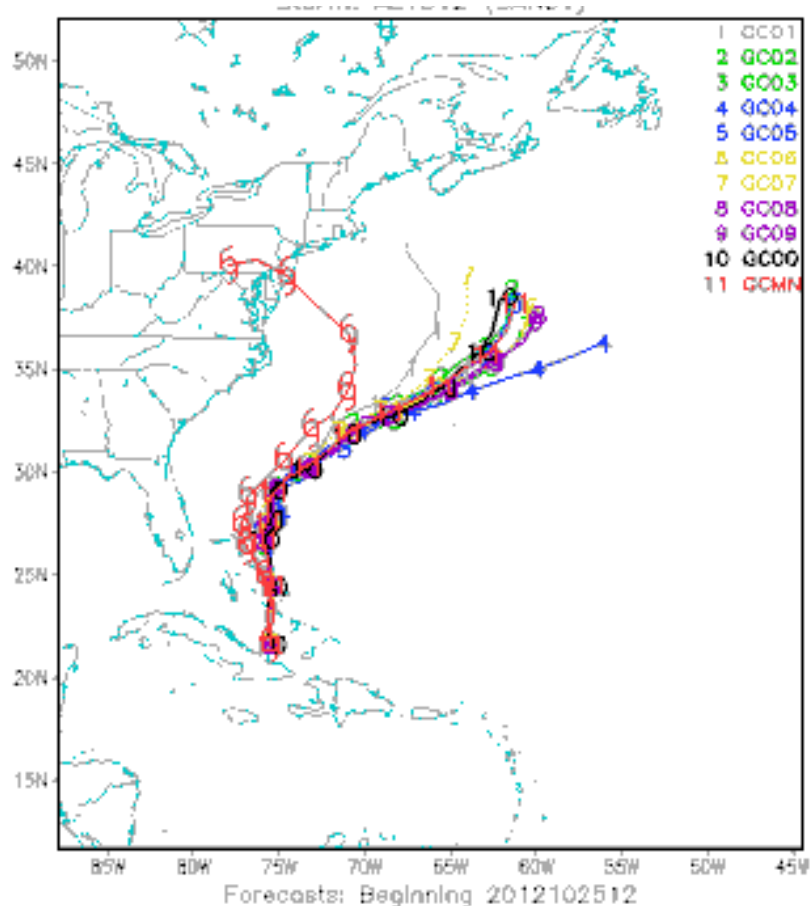 1 GC01
2 GC02
3 GC03
4 GC04
5 GC05
6 GC06
7 GC07
8 GC08
9 GC09
10 GC00
11 GCMN
50N
45N
40N
35N
30N
25N
20N
15N
85W
80W
75W
70W
65W
60W
55W
50W
45W
Forecasts: Beginning 2012102512